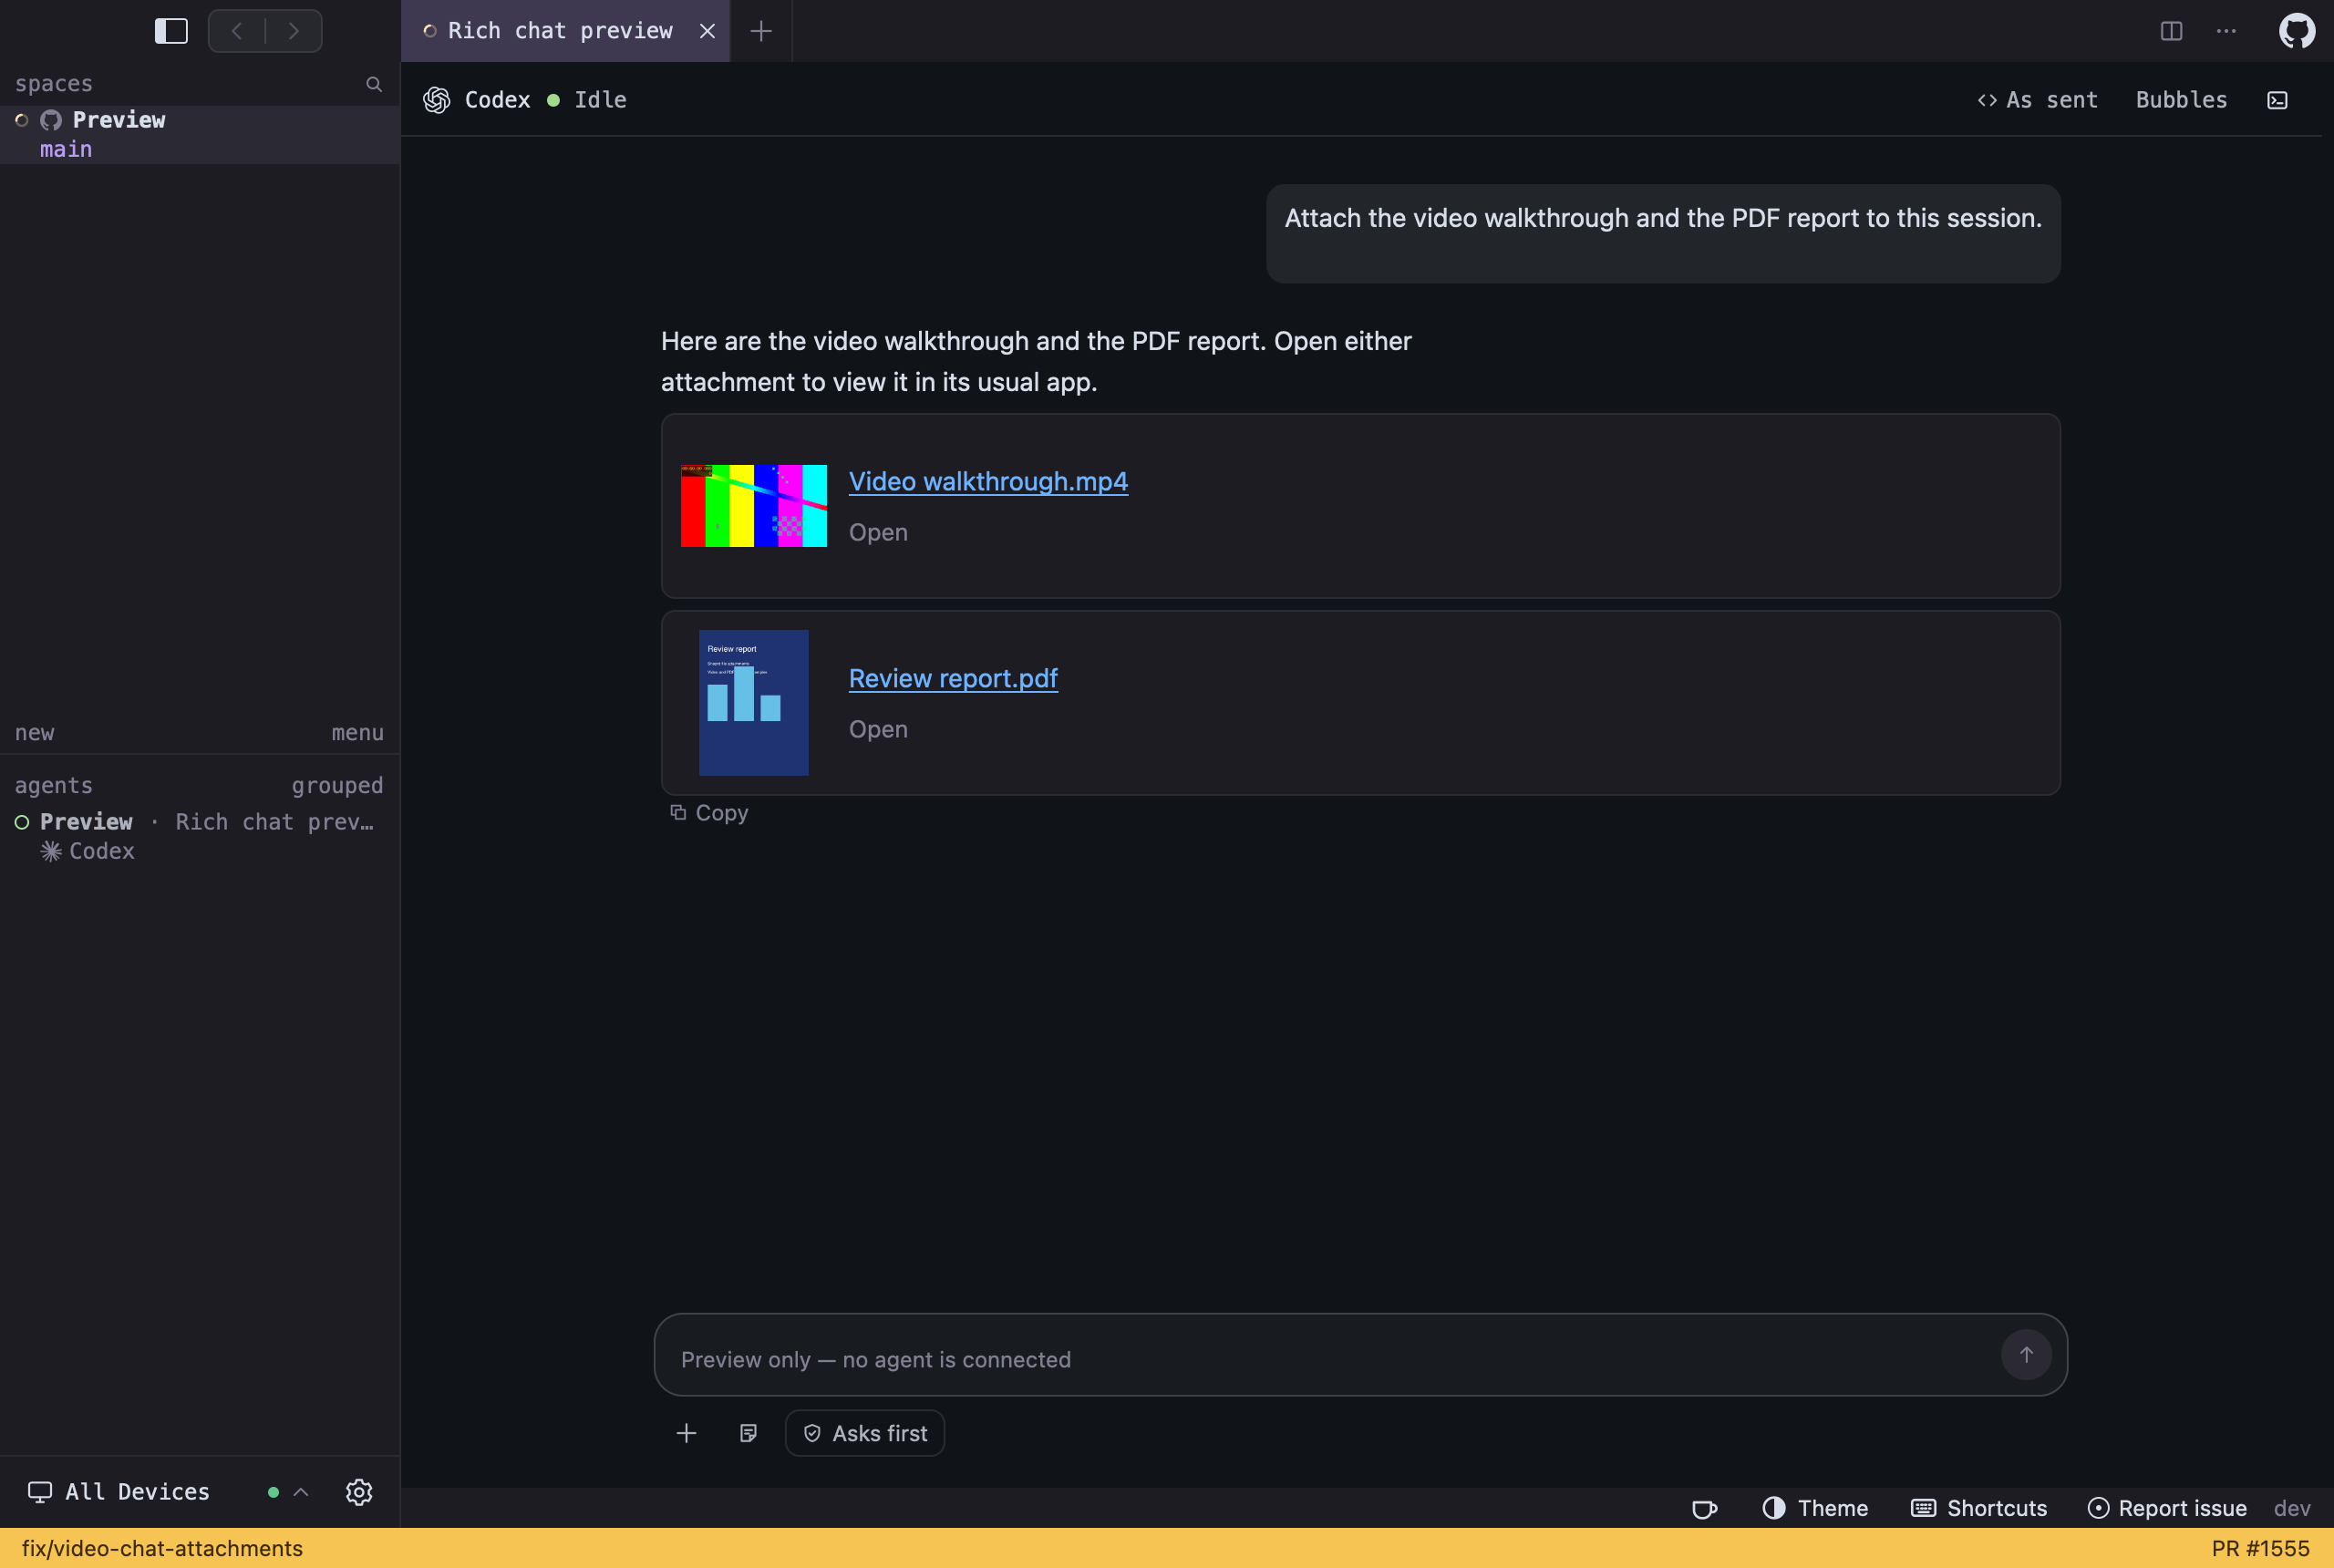 Rich chat preview
spaces
Preview
main
Codex
Idle
<> As sent
Bubbles
Attach the video walkthrough and the PDF report to this session.
Here are the video walkthrough and the PDF report. Open either
attachment to view it in its usual app.
Video walkthrough.mp4
Open
Review report
Review report.pdf
Open
Copy
new
menu
agents
grouped
Preview · Rich chat prev…
Codex
Preview only — no agent is connected
Asks first
All Devices
Theme
Shortcuts
Report issue
dev
fix/video-chat-attachments
PR #1555